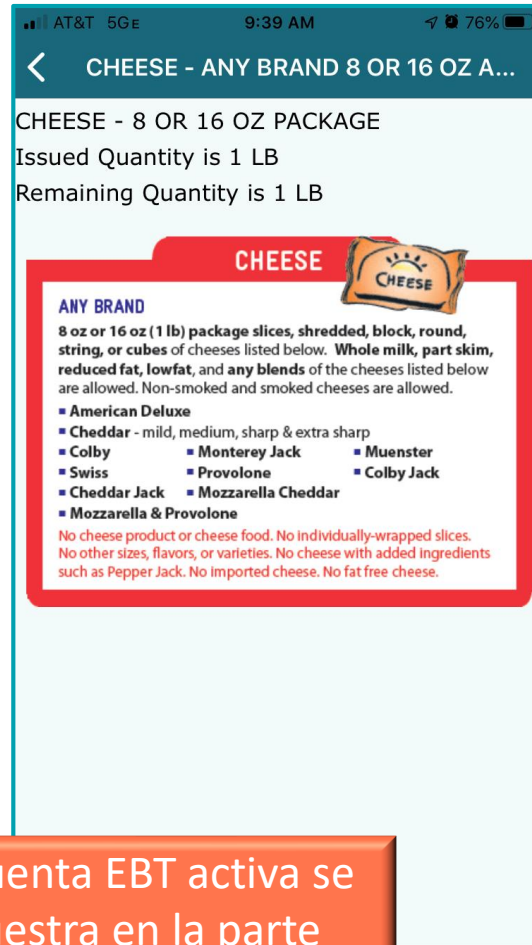 AT&T 5GE 9:39 AM 76%
CHEESE - ANY BRAND 8 OR 16 OZ A...
CHEESE - 8 OR 16 OZ PACKAGE
Issued Quantity is 1 LB
Remaining Quantity is 1 LB
CHEESE
CHEESE
ANY BRAND
8 oz or 16 oz (1 lb) package slices, shredded, block, round,
string, or cubes of cheeses listed below. Whole milk, part skim,
reduced fat, lowfat, and any blends of the cheeses listed below
are allowed. Non-smoked and smoked cheeses are allowed.
▪ American Deluxe
▪ Cheddar - mild, medium, sharp & extra sharp
▪ Colby ▪ Monterey Jack ▪ Muenster
▪ Swiss ▪ Provolone ▪ Colby Jack
▪ Cheddar Jack ▪ Mozzarella Cheddar
▪ Mozzarella & Provolone
No cheese product or cheese food. No individually-wrapped slices.
No other sizes, flavors, or varieties. No cheese with added ingredients
such as Pepper Jack. No imported cheese. No fat free cheese.
EBT activa se
en la parte